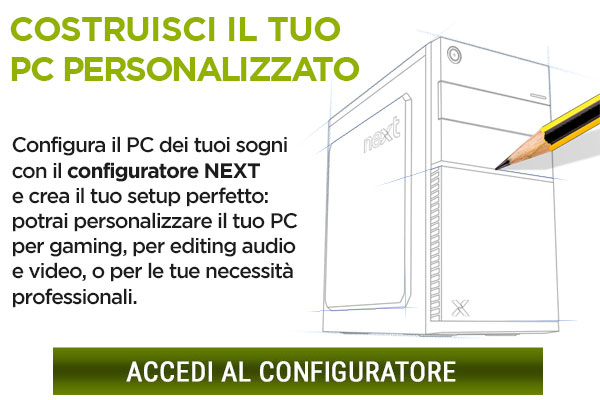 COSTRUISCI IL TUO
PC PERSONALIZZATO
Configura il PC dei tuoi sogni
con il configuratore NEXT
e crea il tuo setup perfetto:
potrai personalizzare il tuo PC
per gaming, per editing audio
e video, o per le tue necessità
professionali.
next
X
ACCEDI AL CONFIGURATORE